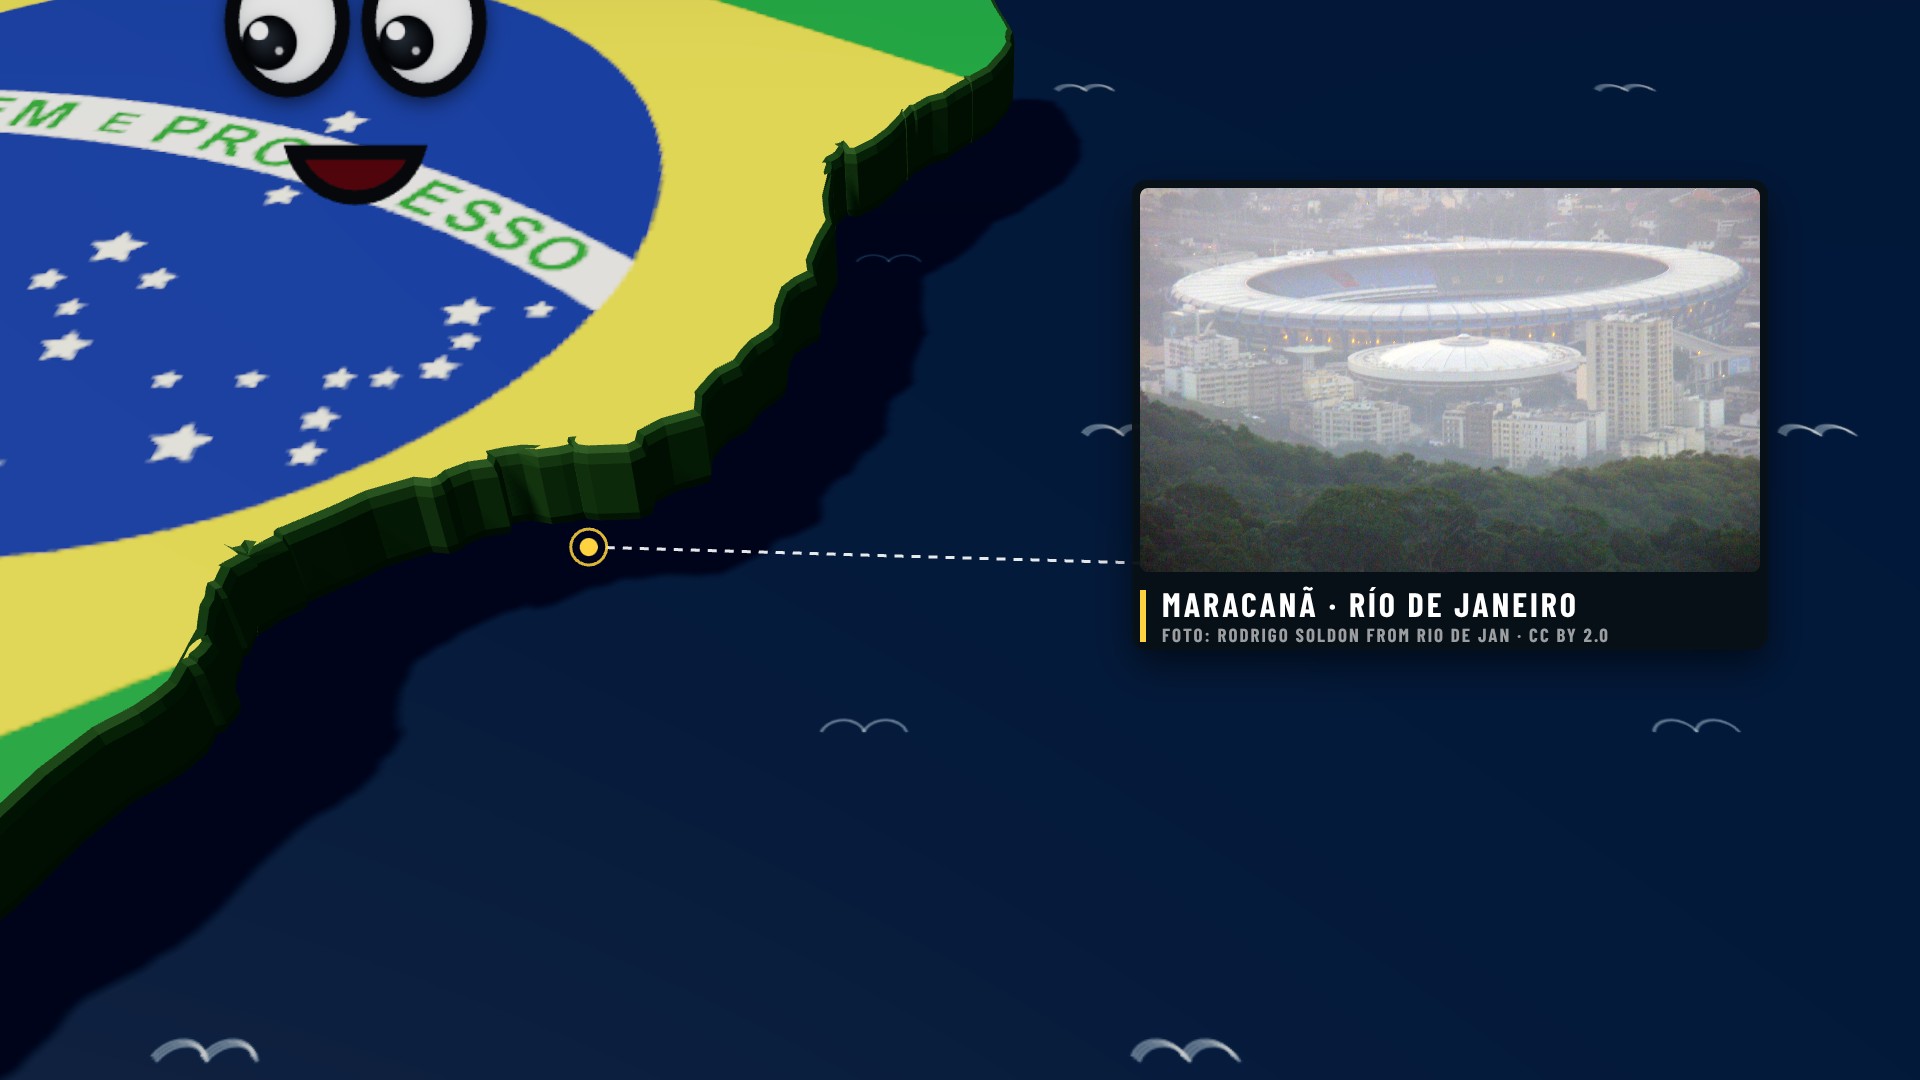 EM E PRO ESSO
MARACANÃ · RÍO DE JANEIRO
FOTO: RODRIGO SOLDON FROM RIO DE JAN · CC BY 2.0